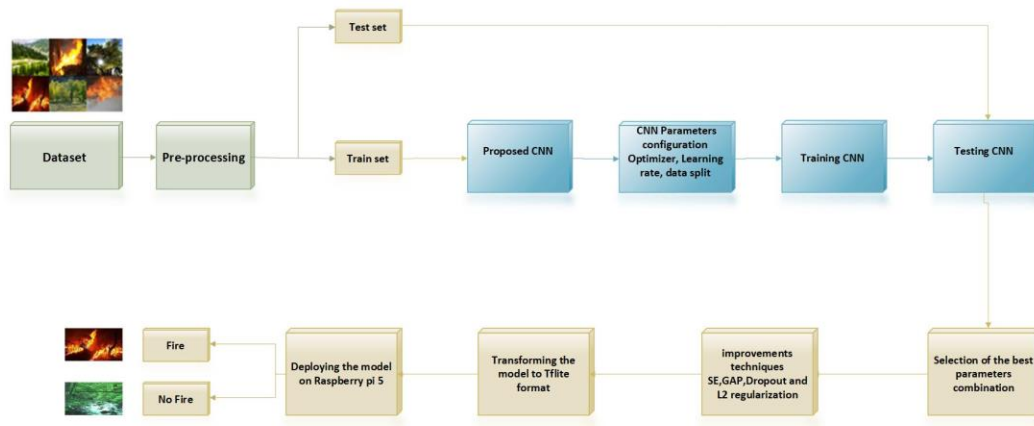 Test set
Dataset
Pre-processing
Train set
Proposed CNN
CNN Parameters
configuration
Optimizer, Learning
rate, data split
Training CNN
Testing CNN
Fire
No Fire
Deploying the model
on Raspberry pi 5
Transforming the
model to Tflite
format
improvements
techniques
SE,GAP,Dropout and
L2 regularization
Selection of the best
parameters
combination